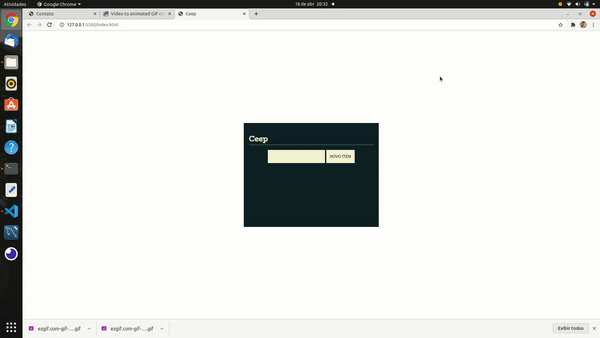 Atividades
Google Chrome
18 de abr 20:32
Contato
Video to animated GIF co
Ceep
127.0.0.1:5500/index.html
Ceep
NOVO ITEM
ezgif.com-gif-....gif
ezgif.com-gif-....gif
Exibir todos